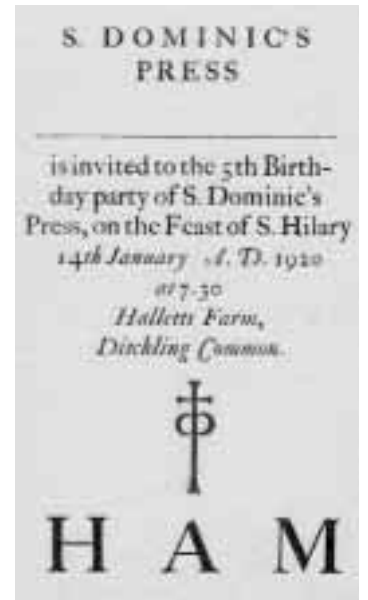 S. DOMINIC'S
PRESS
is invited to the 5th Birth-
day party of S. Dominic's
Press, on the Feast of S. Hilary
14th January A. D. 1920
at 7.30
Halletts Farm,
Ditchling Common.
H A M